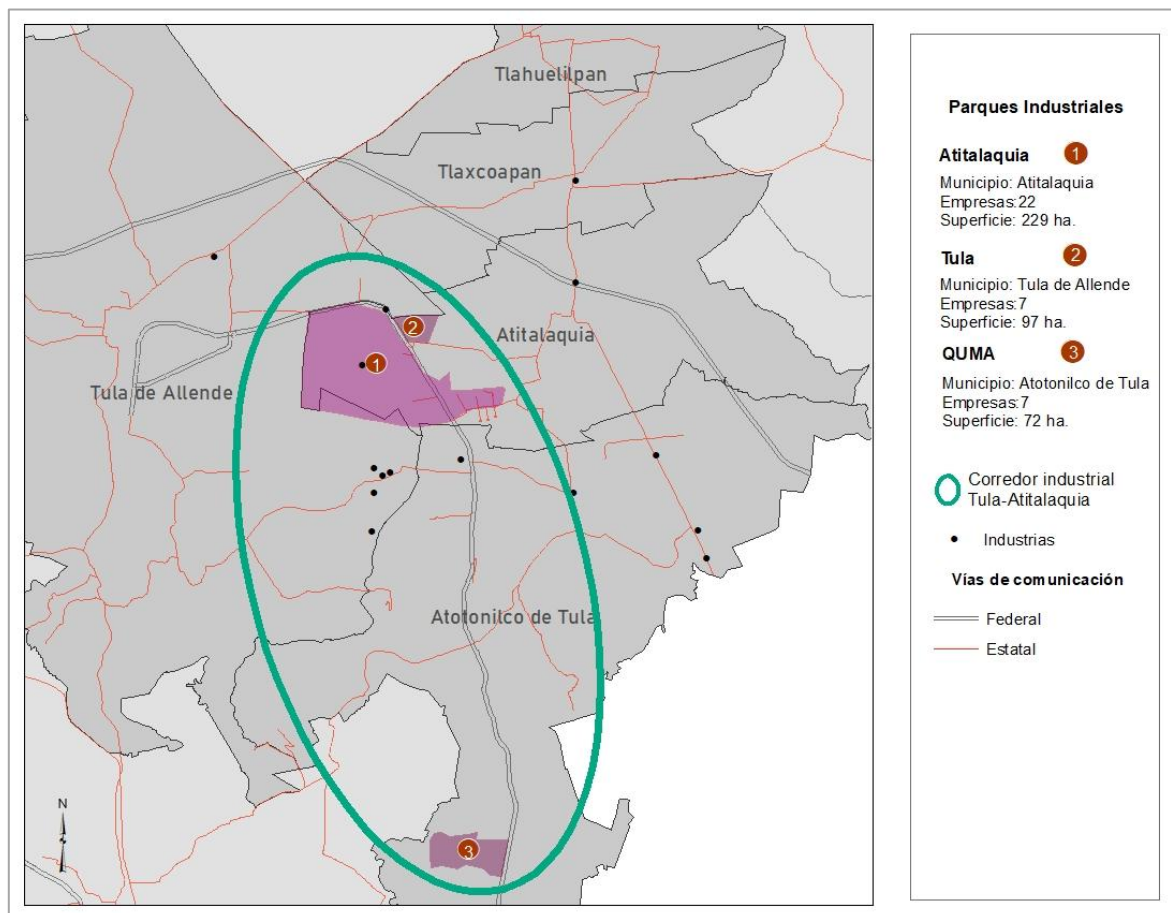 Tlahuelilpan
Tlaxcoapan
2
Atitalaquia
1
Tula de Allende
Atotonilco de Tula
3
N
Parques Industriales
Atitalaquia 1
Municipio: Atitalaquia
Empresas:22
Superficie: 229 ha.
Tula 2
Municipio: Tula de Allende
Empresas:7
Superficie: 97 ha.
QUMA 3
Municipio: Atotonilco de Tula
Empresas:7
Superficie: 72 ha.
Corredor industrial
Tula-Atitalaquia
Industrias
Vías de comunicación
Federal
Estatal